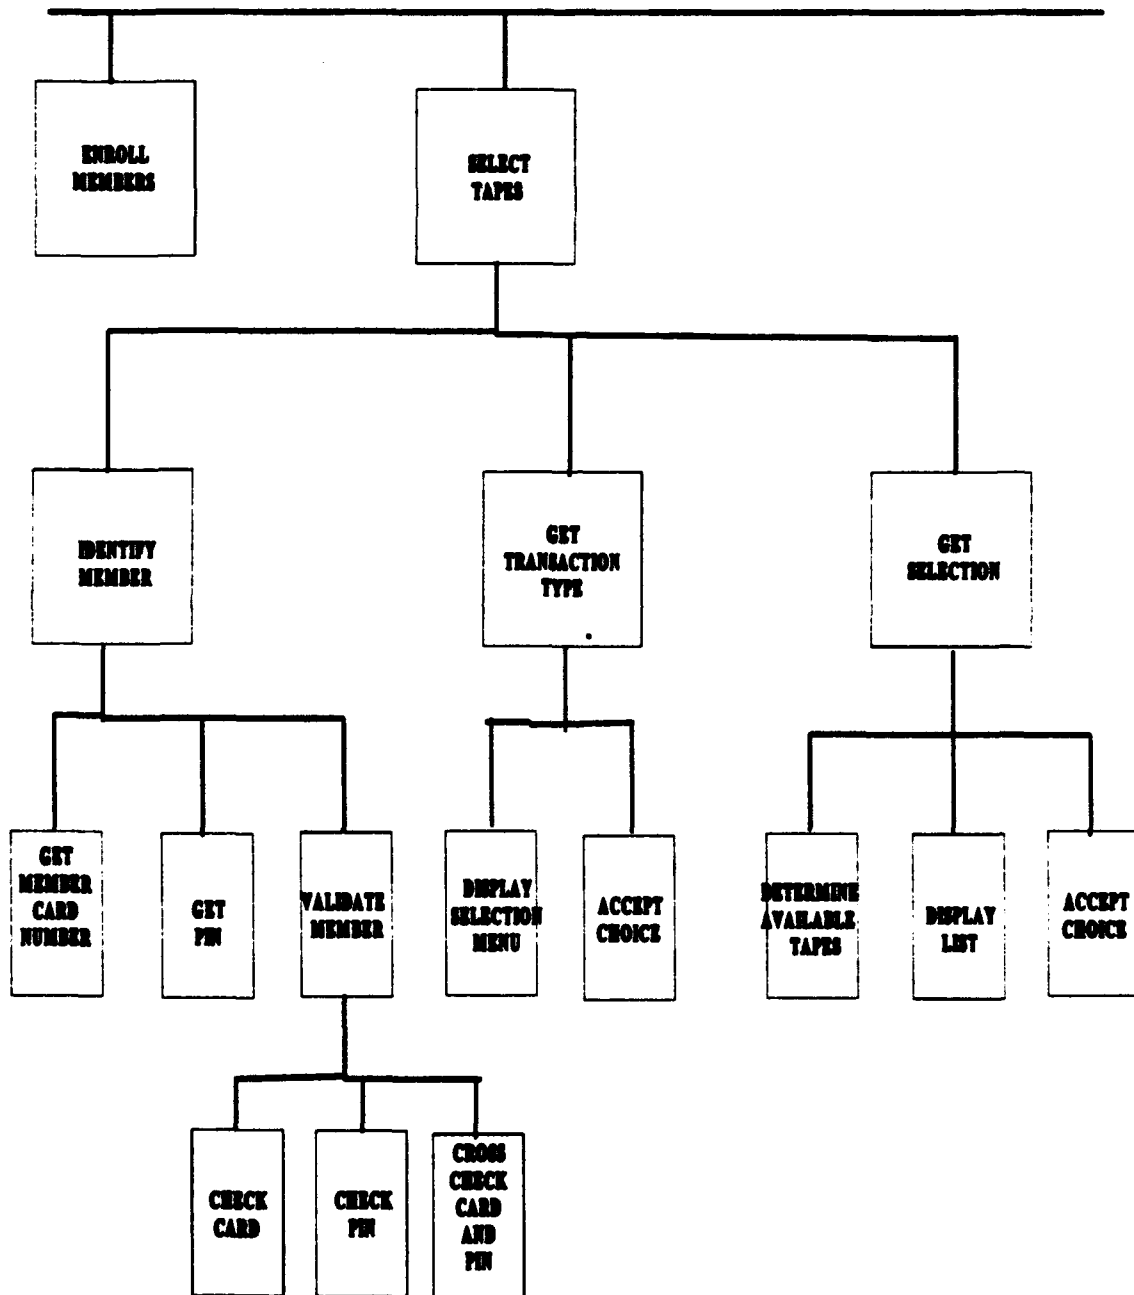 ENROLL
MEMBERS
SELECT
TAPES
IDENTIFY
MEMBER
GET
TRANSACTION
TYPE
GET
SELECTION
GET
MEMBER
CARD
NUMBER
GET
PIN
VALIDATE
MEMBER
DISPLAY
SELECTION
MENU
ACCEPT
CHOICE
DETERMINE
AVAILABLE
TAPES
DISPLAY
LIST
ACCEPT
CHOICE
CHECK
CARD
CHECK
PIN
CROSS
CHECK
CARD
AND
PIN